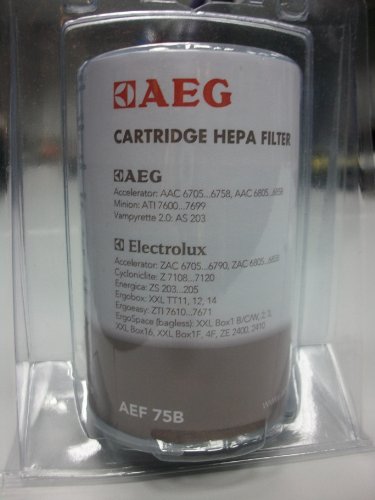 AEG
CARTRIDGE HEPA FILTER
AEG
Accelerator: AAC 6705...6758, AAC 6805...6858
Minion: ATI 7600...7699
Vampyrette 2.0: AS 203
Electrolux
Accelerator: ZAC 6705...6790, ZAC 6805...6858
Cycloniclite: Z 7108...7120
Energica: ZS 203...205
Ergobox: XXL TT11, 12, 14
Ergoeasy: ZTI 7610...7671
ErgoSpace (bagless): XXL Box1 B/C/W, 2, 3,
XXL Box16, XXL Box1F, 4F, ZE 2400, 2410
AEF 75B